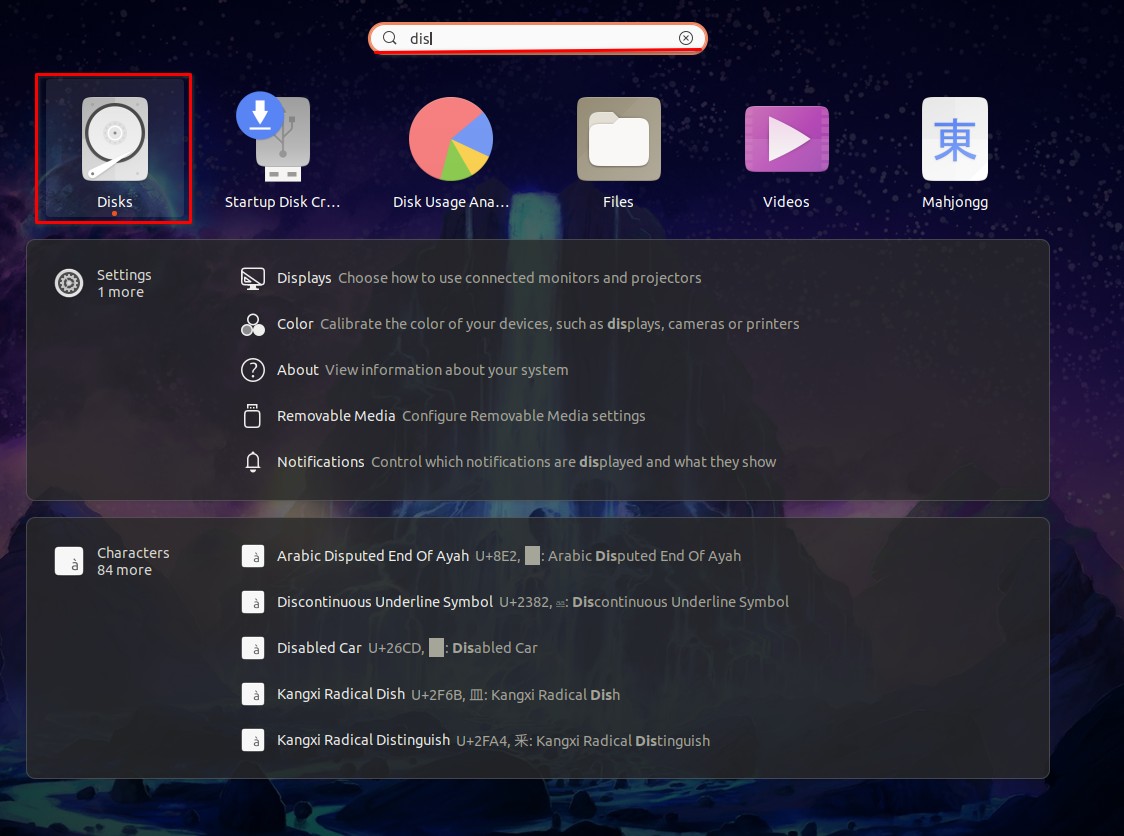 dis
Disks
Startup Disk Cr...
Disk Usage Ana...
Files
Videos
東
Mahjongg
Settings
1 more
Displays Choose how to use connected monitors and projectors
Color Calibrate the color of your devices, such as displays, cameras or printers
? About View information about your system
Removable Media Configure Removable Media settings
Notifications Control which notifications are displayed and what they show
à
Characters
84 more
à Arabic Disputed End Of Ayah U+8E2, : Arabic Disputed End Of Ayah
à Discontinuous Underline Symbol U+2382, ⎂: Discontinuous Underline Symbol
à Disabled Car U+26CD, : Disabled Car
à Kangxi Radical Dish U+2F6B, ⽫: Kangxi Radical Dish
à Kangxi Radical Distinguish U+2FA4, ⾤: Kangxi Radical Distinguish